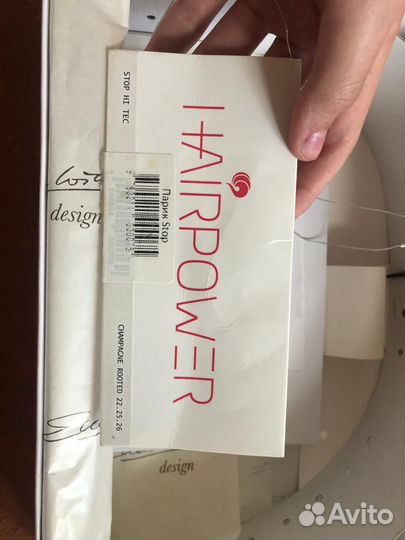 STOP HI TEC
HAIRPOWER
Парик Stop
CHAMPAGNE ROOTED 22.25.26
design
design
Avito